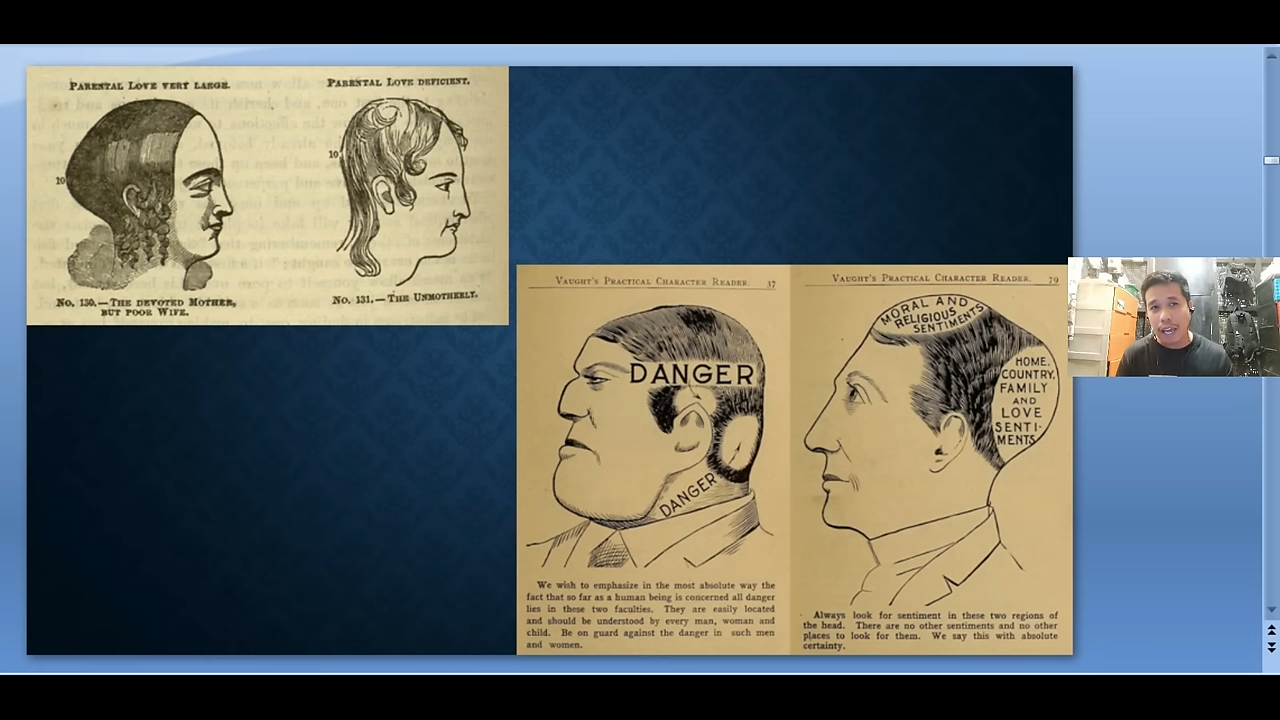 PARENTAL LOVE VERY LARGE.
10
NO. 130.—THE DEVOTED MOTHER,
BUT POOR WIFE.
PARENTAL LOVE DEFICIENT.
10
NO. 131.—THE UNMOTHERLY.
VAUGHT'S PRACTICAL CHARACTER READER. 37
DANGER
DANGER
We wish to emphasize in the most absolute way the
fact that so far as a human being is concerned all danger
lies in these two faculties. They are easily located
and should be understood by every man, woman and
child. Be on guard against the danger in such men
and women.
VAUGHT'S PRACTICAL CHARACTER READER. 79
MORAL AND
RELIGIOUS
SENTIMENTS
HOME,
COUNTRY,
FAMILY
AND
LOVE
SENTI-
MENTS
Always look for sentiment in these two regions of
the head. There are no other sentiments and no other
places to look for them. We say this with absolute
certainty.